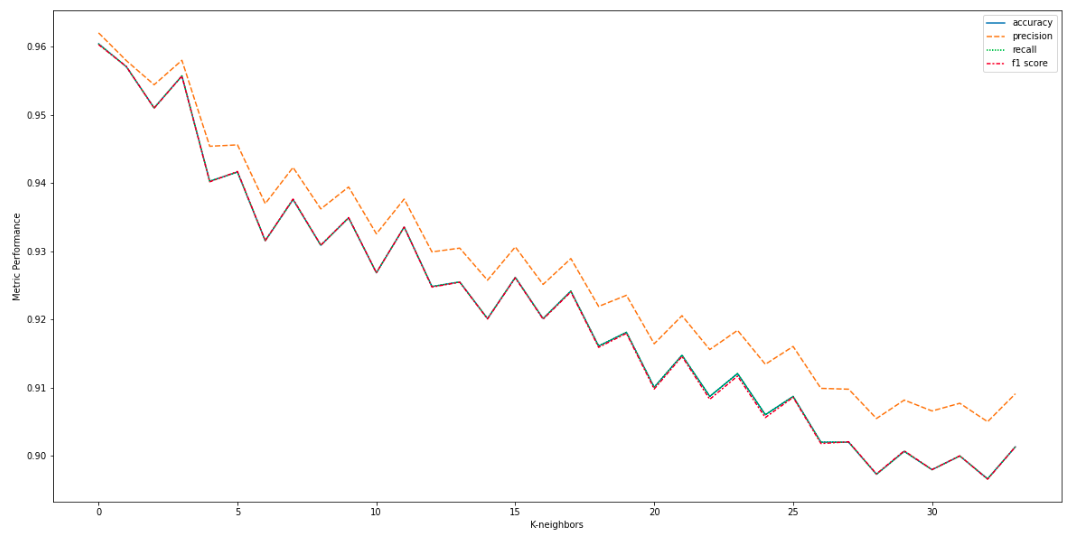 accuracy
precision
recall
f1 score
0.96
0.95
0.94
0.93
0.92
0.91
0.90
Metric Performance
0 5 10 15 20 25 30
K-neighbors